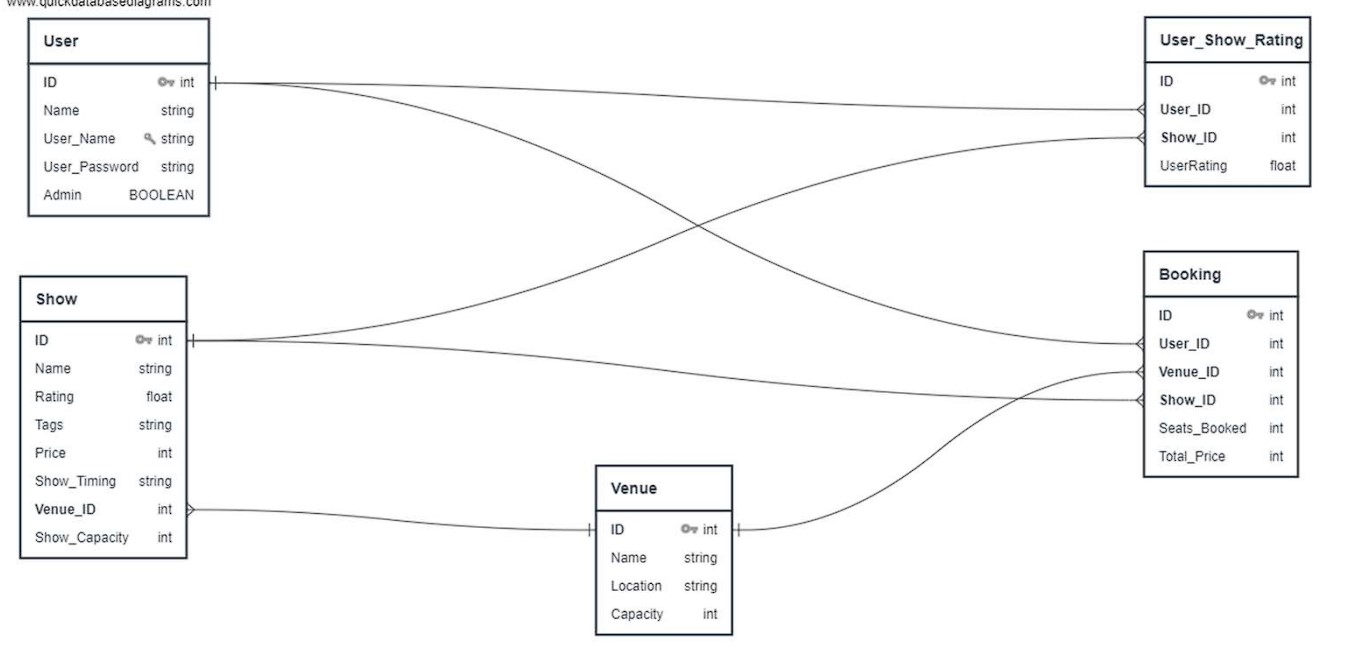 www.quickdatabasediagrams.com
User
ID int
Name string
User_Name string
User_Password string
Admin BOOLEAN
User_Show_Rating
ID int
User_ID int
Show_ID int
UserRating float
Show
ID int
Name string
Rating float
Tags string
Price int
Show_Timing string
Venue_ID int
Show_Capacity int
Booking
ID int
User_ID int
Venue_ID int
Show_ID int
Seats_Booked int
Total_Price int
Venue
ID int
Name string
Location string
Capacity int